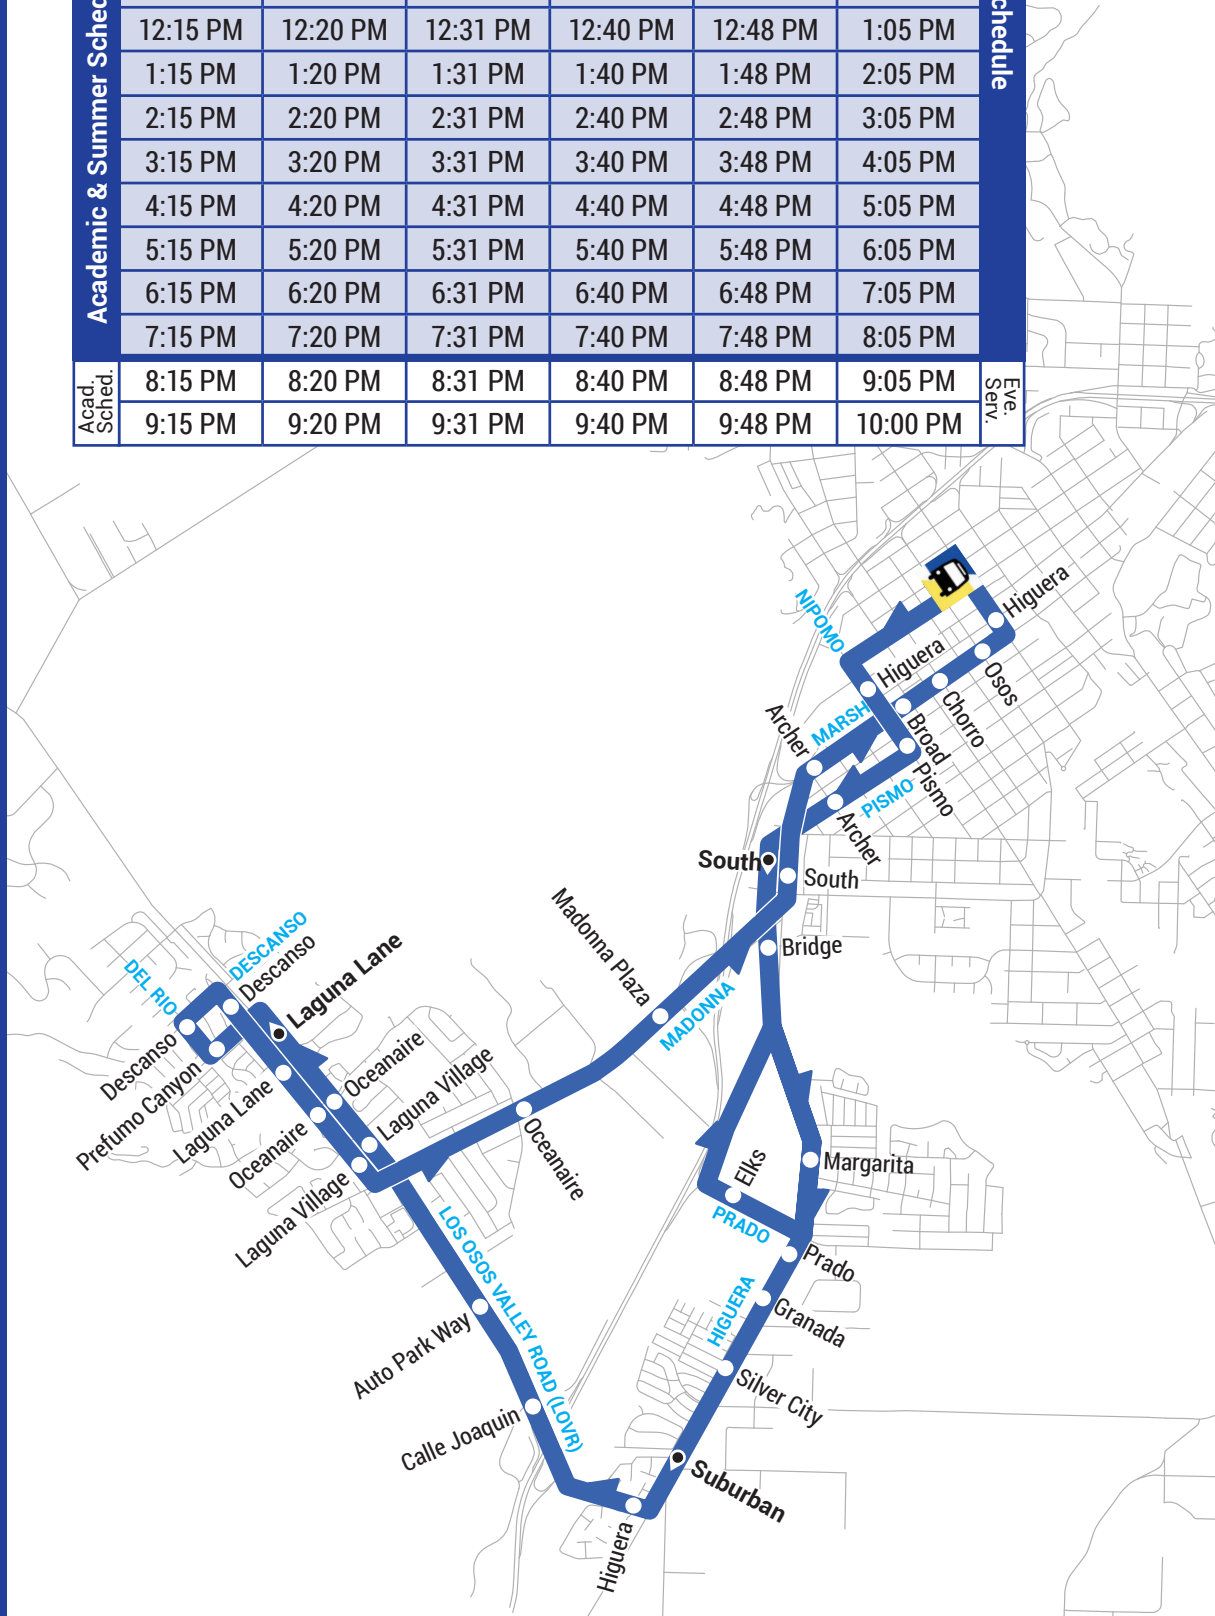 Academic & Summer Sched
chedule
12:15 PM 12:20 PM 12:31 PM 12:40 PM 12:48 PM 1:05 PM
1:15 PM 1:20 PM 1:31 PM 1:40 PM 1:48 PM 2:05 PM
2:15 PM 2:20 PM 2:31 PM 2:40 PM 2:48 PM 3:05 PM
3:15 PM 3:20 PM 3:31 PM 3:40 PM 3:48 PM 4:05 PM
4:15 PM 4:20 PM 4:31 PM 4:40 PM 4:48 PM 5:05 PM
5:15 PM 5:20 PM 5:31 PM 5:40 PM 5:48 PM 6:05 PM
6:15 PM 6:20 PM 6:31 PM 6:40 PM 6:48 PM 7:05 PM
7:15 PM 7:20 PM 7:31 PM 7:40 PM 7:48 PM 8:05 PM
Acad.
Sched.
8:15 PM 8:20 PM 8:31 PM 8:40 PM 8:48 PM 9:05 PM
9:15 PM 9:20 PM 9:31 PM 9:40 PM 9:48 PM 10:00 PM
Eve.
Serv.
Higuera
NIPOMO
Higuera
Osos
Chorro
Archer
MARSH
Broad
Pismo
PISMO
Archer
South
South
Madonna Plaza
Bridge
DESCANSO
Descanso
Laguna Lane
DEL RIO
MADONNA
Descanso
Prefumo Canyon
Oceanaire
Laguna Village
Laguna Lane
Oceanaire
Laguna Village
Oceanaire
Elks
Margarita
PRADO
Prado
LOS OSOS VALLEY ROAD (LOVR)
HIGUERA
Granada
Auto Park Way
Silver City
Calle Joaquin
Suburban
Higuera